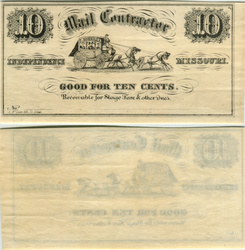 10 Mail Contractor 10
INDEPENDENCE MISSOURI.
GOOD FOR TEN CENTS.
Receivable for Stage Fare & other dues.